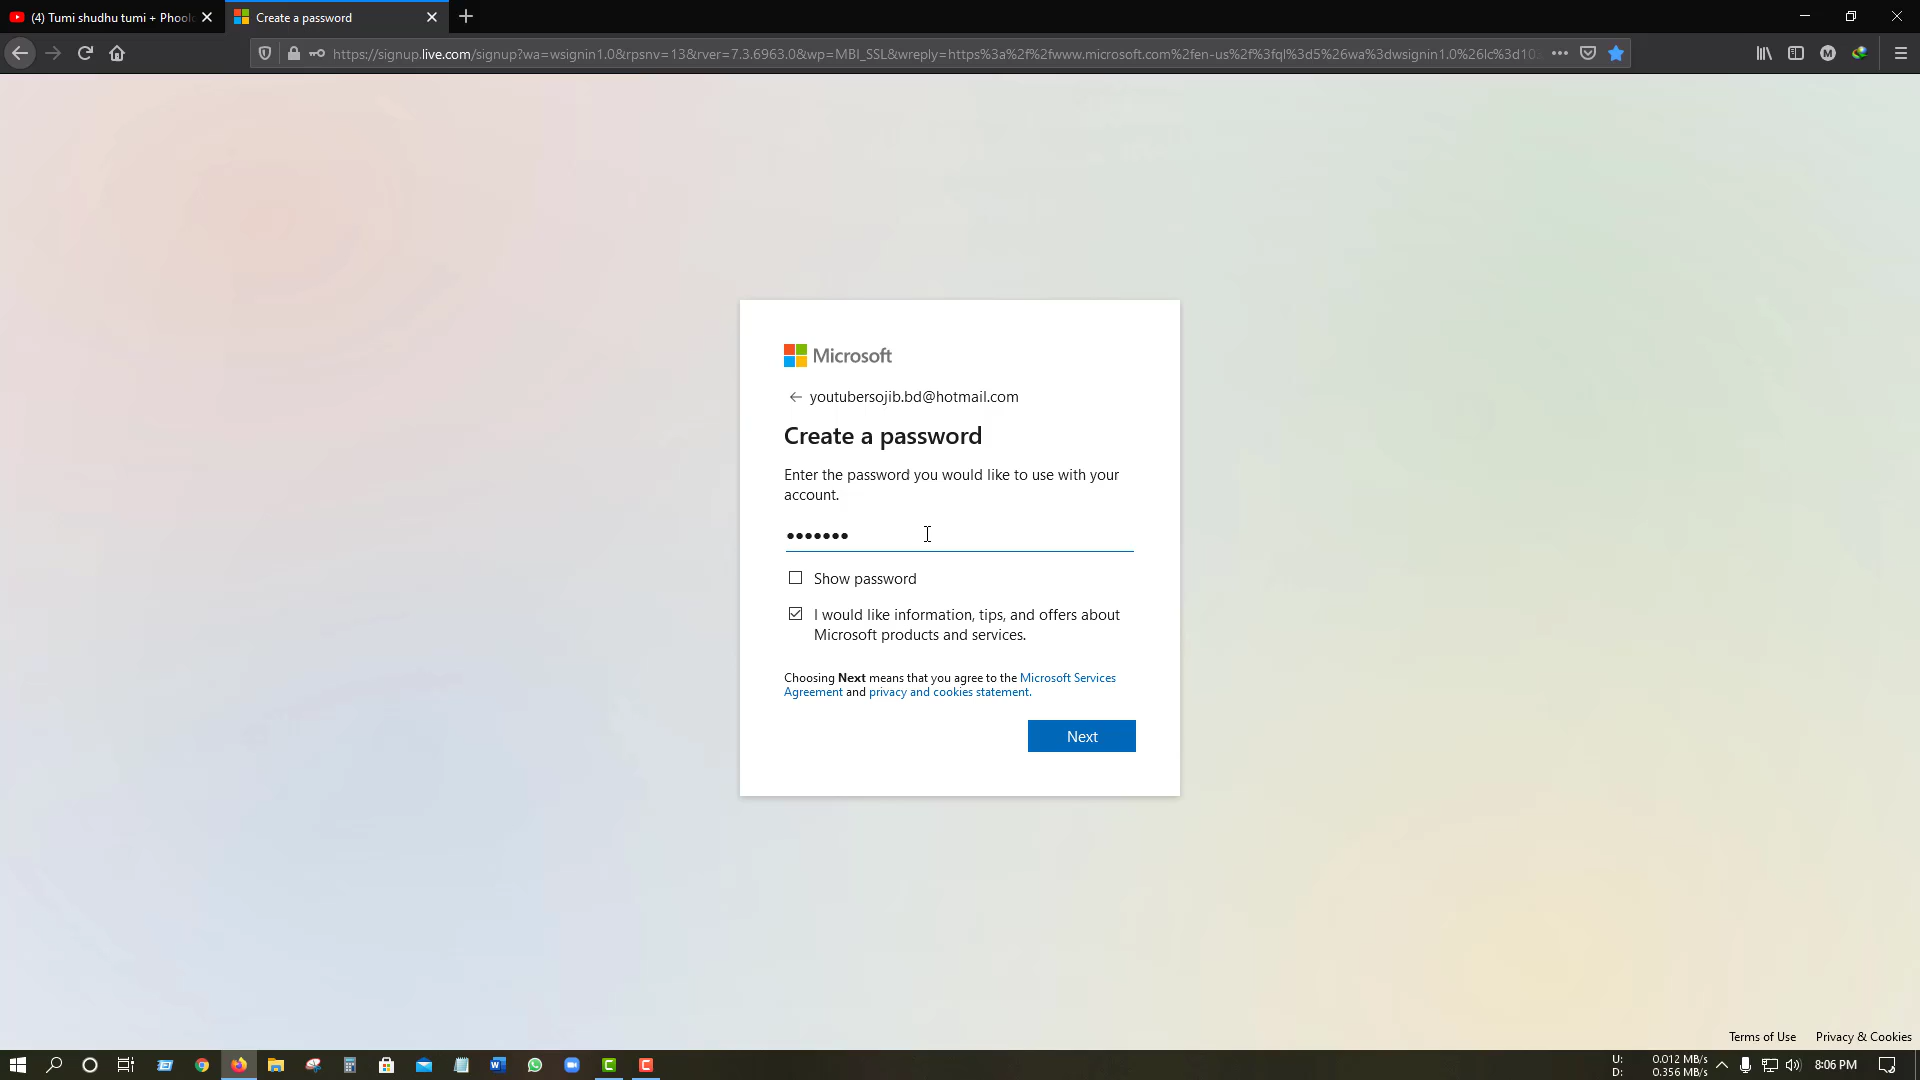 (4) Tumi shudhu tumi + Phool
Create a password
https://signup.live.com/signup?wa=wsignin1.0&rpsnv=13&rver=7.3.6963.0&wp=MBI_SSL&wreply=https%3a%2f%2fwww.microsoft.com%2fen-us%2f%3fql%3d5%26wa%3dwsignin1.0%26lc%3d10
Microsoft
youtubersojib.bd@hotmail.com
Create a password
Enter the password you would like to use with your
account.
Show password
I would like information, tips, and offers about
Microsoft products and services.
Choosing Next means that you agree to the Microsoft Services
Agreement and privacy and cookies statement.
Next
Terms of Use Privacy & Cookies
U: 0.012 MB/s
D: 0.356 MB/s
8:06 PM